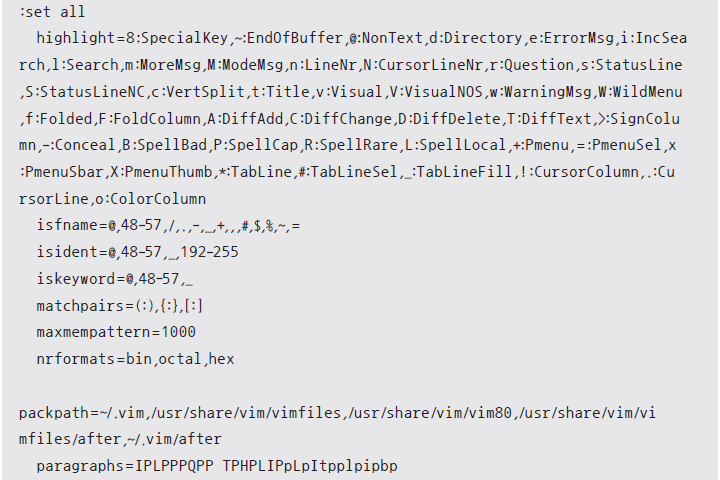 :set all
  highlight=8:SpecialKey,~:EndOfBuffer,@:NonText,d:Directory,e:ErrorMsg,i:IncSea
rch,l:Search,m:MoreMsg,M:ModeMsg,n:LineNr,N:CursorLineNr,r:Question,s:StatusLine
,S:StatusLineNC,c:VertSplit,t:Title,v:Visual,V:VisualNOS,w:WarningMsg,W:WildMenu
,f:Folded,F:FoldColumn,A:DiffAdd,C:DiffChange,D:DiffDelete,T:DiffText,>:SignColu
mn,-:Conceal,B:SpellBad,P:SpellCap,R:SpellRare,L:SpellLocal,+:Pmenu,=:PmenuSel,x
:PmenuSbar,X:PmenuThumb,*:TabLine,#:TabLineSel,_:TabLineFill,!:CursorColumn,.:Cu
rsorLine,o:ColorColumn
  isfname=@,48-57,/,.,-,_,+,,,#,$,%,~,=
  isident=@,48-57,_,192-255
  iskeyword=@,48-57,_
  matchpairs=(:),{:},[:]
  maxmempattern=1000
  nrformats=bin,octal,hex

packpath=~/.vim,/usr/share/vim/vimfiles,/usr/share/vim/vim80,/usr/share/vim/vi
mfiles/after,~/.vim/after
  paragraphs=IPLPPPQPP TPHPLIPpLpItpplpipbp